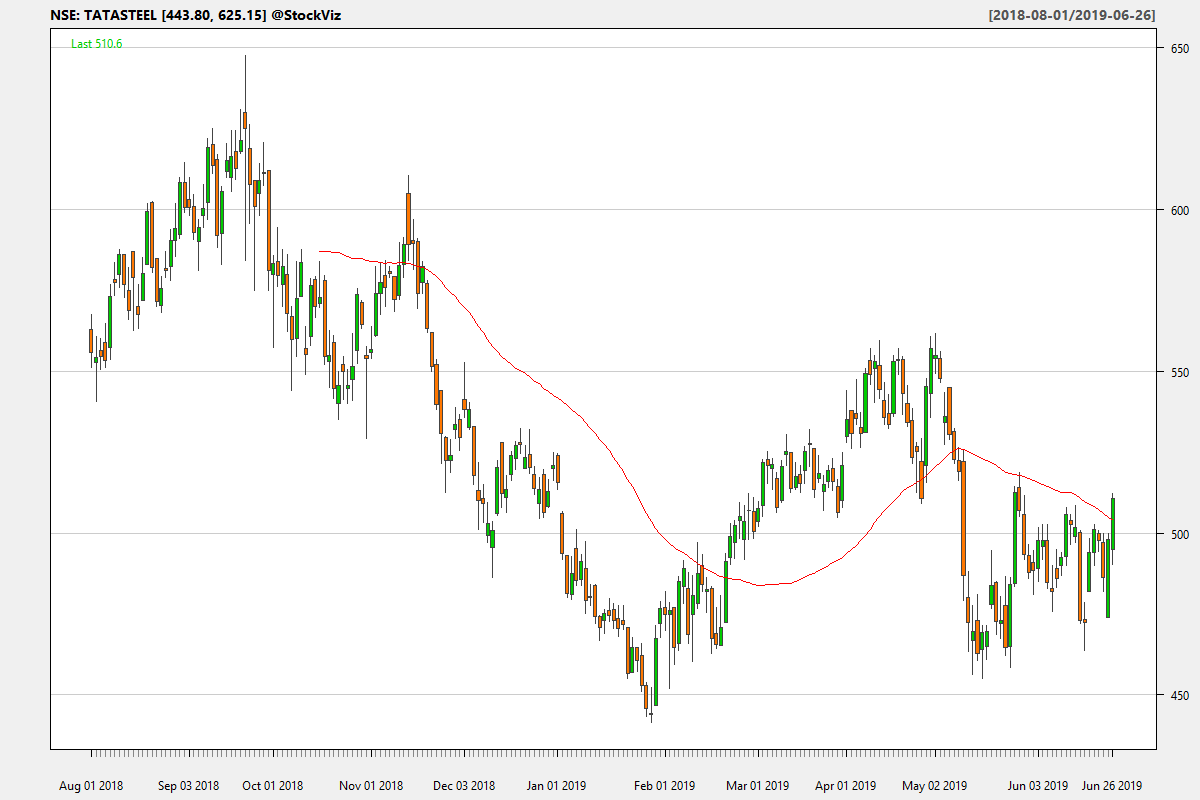 NSE: TATASTEEL [443.80, 625.15] @StockViz
[2018-08-01/2019-06-26]
Last 510.6
650
600
550
500
450
Aug 01 2018 Sep 03 2018 Oct 01 2018 Nov 01 2018 Dec 03 2018 Jan 01 2019 Feb 01 2019 Mar 01 2019 Apr 01 2019 May 02 2019 Jun 03 2019 Jun 26 2019